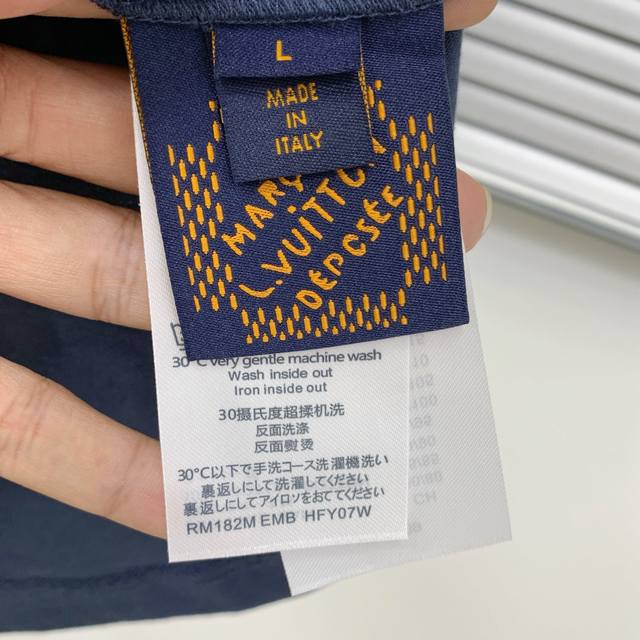 L
MADE
IN
ITALY
L.VUITTO
DÉPOSÉE
30°C very gentle machine wash
Wash inside out
Iron inside out
30摄氏度超揉机洗
反面洗涤
反面熨烫
30℃以下で手洗コース洗濯機洗い
裏返しにして洗濯してください
裏返しにしてアイロソをおててください
RM182M EMB HFY07W